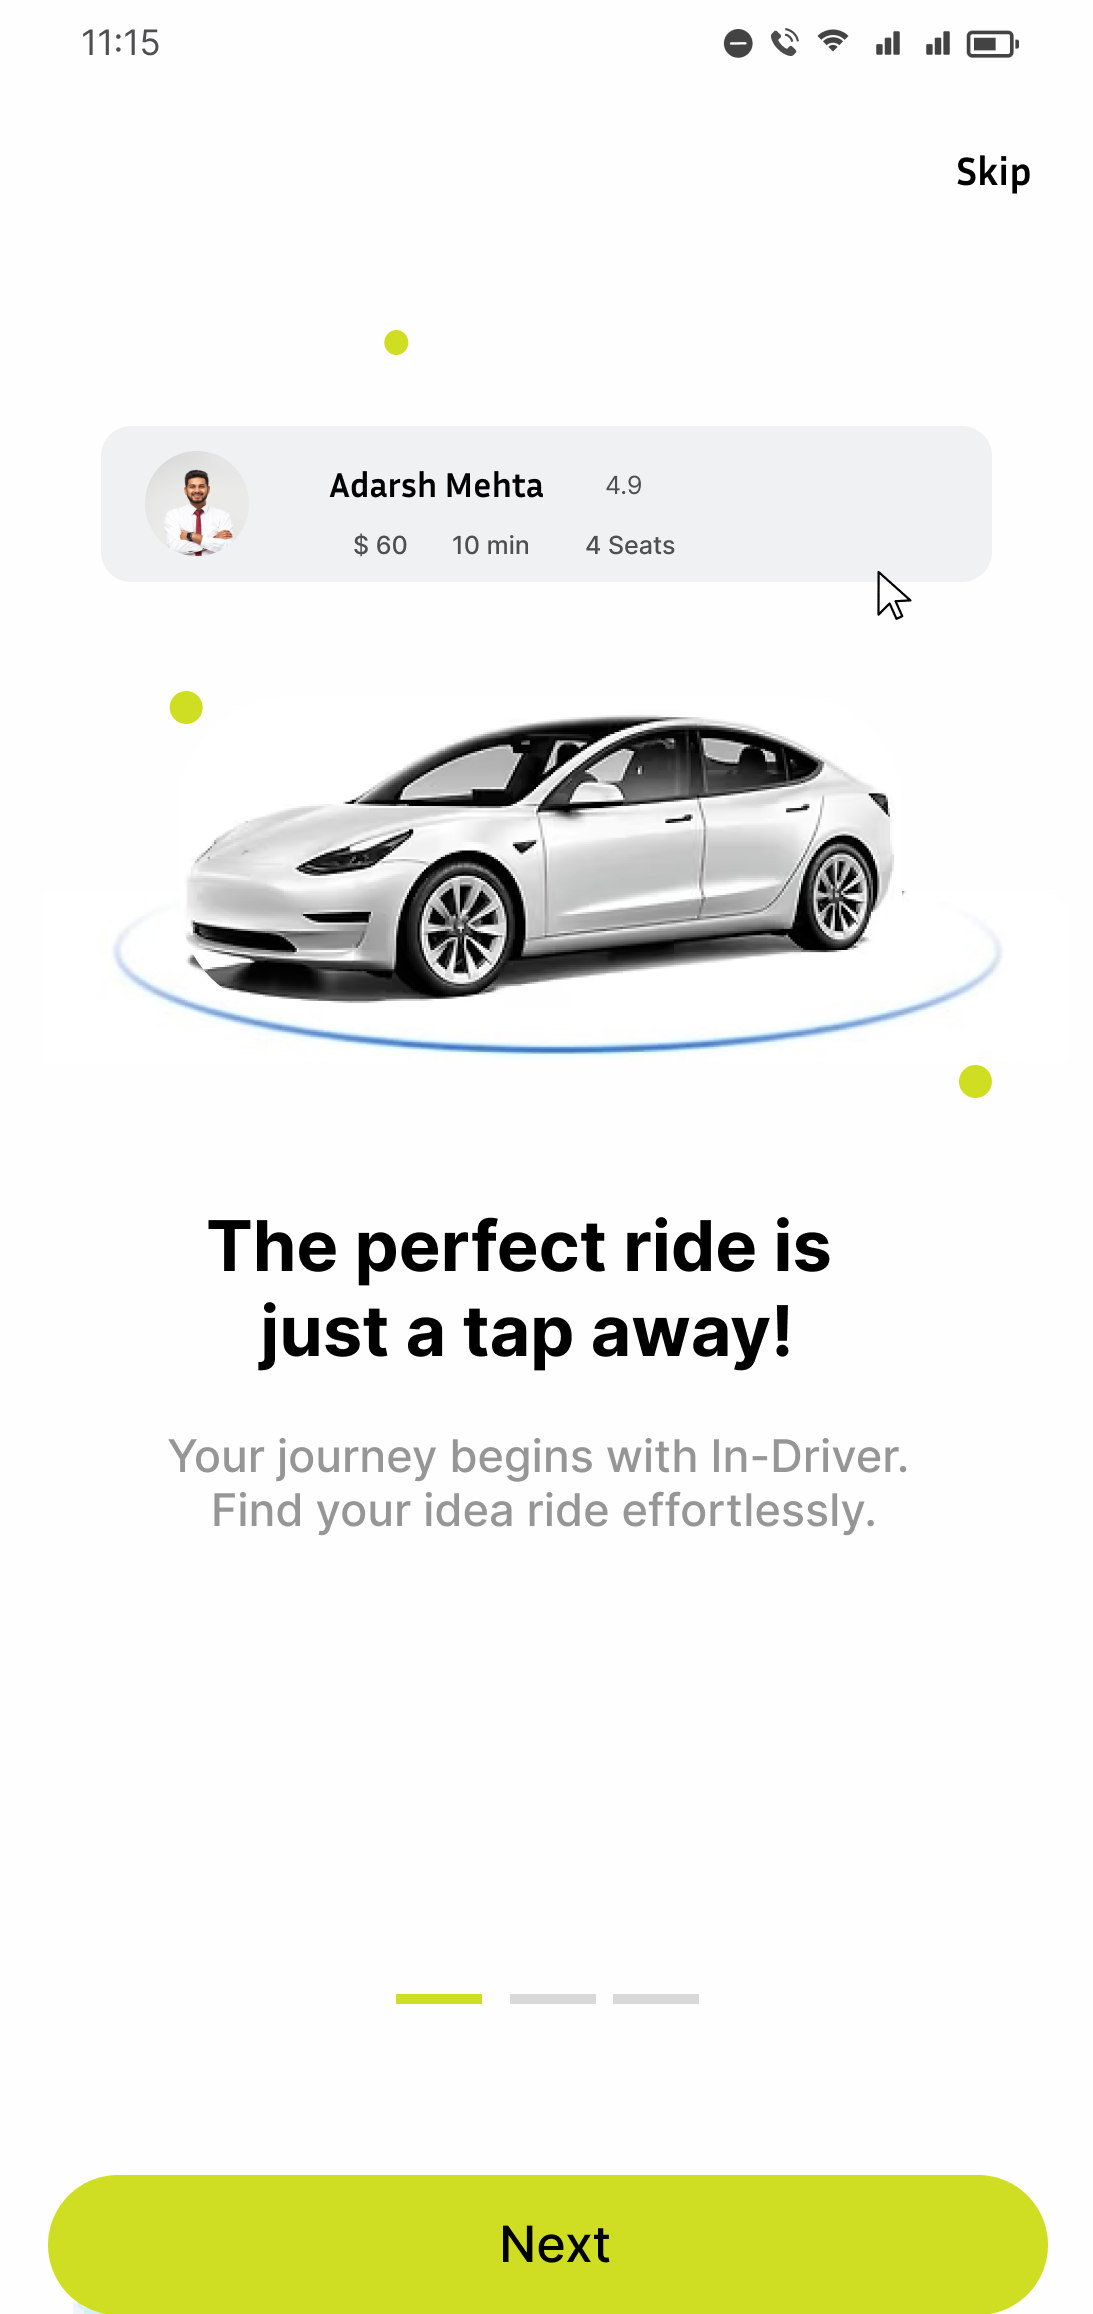 11:15
Skip
Adarsh Mehta 4.9
$ 60 10 min 4 Seats
The perfect ride is
just a tap away!
Your journey begins with In-Driver.
Find your idea ride effortlessly.
Next